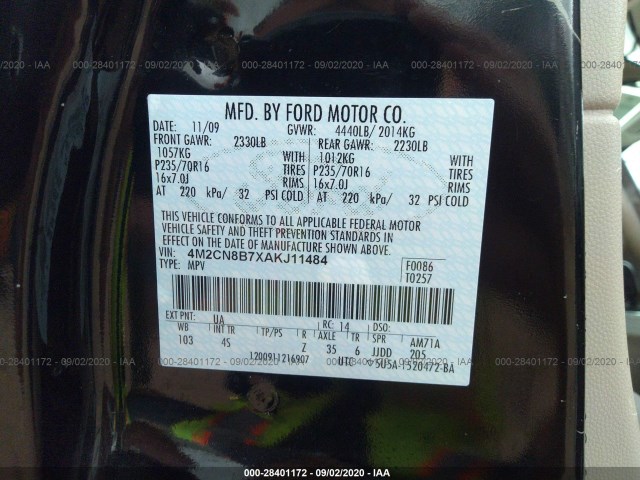 000-28401172 - 09/02/2020 - IAA
MFD. BY FORD MOTOR CO.
DATE: 11/09 GVWR: 4440LB/ 2014KG
FRONT GAWR: 2330LB REAR GAWR: 2230LB
1057KG WITH 1012KG WITH
P235/70R16 TIRES P235/70R16 TIRES
16x7.0J RIMS 16x7.0J RIMS
AT 220 kPa/ 32 PSI COLD AT 220 kPa/ 32 PSI COLD
THIS VEHICLE CONFORMS TO ALL APPLICABLE FEDERAL MOTOR
VEHICLE SAFETY AND THEFT PREVENTION STANDARDS IN
EFFECT ON THE DATE OF MANUFACTURE SHOWN ABOVE.
VIN: 4M2CN8B7XAKJ11484 F0086
TYPE: MPV T0257
EXT PNT: UA RC: 14 DSO:
WB INT TR TP/PS R AXLE TR SPR AM71A
103 4S Z 35 6 JJDD 205
120091J216907 UTC 5U5A-1520472-BA
000-28401172 - 09/02/2020 - IAA